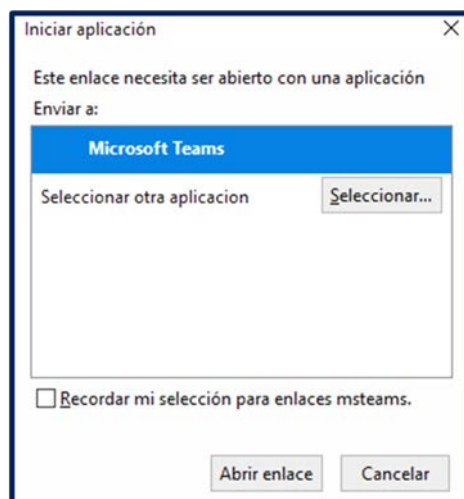 Iniciar aplicación
Este enlace necesita ser abierto con una aplicación
Enviar a:
Microsoft Teams
Seleccionar otra aplicacion
Seleccionar...
Recordar mi selección para enlaces msteams.
Abrir enlace
Cancelar